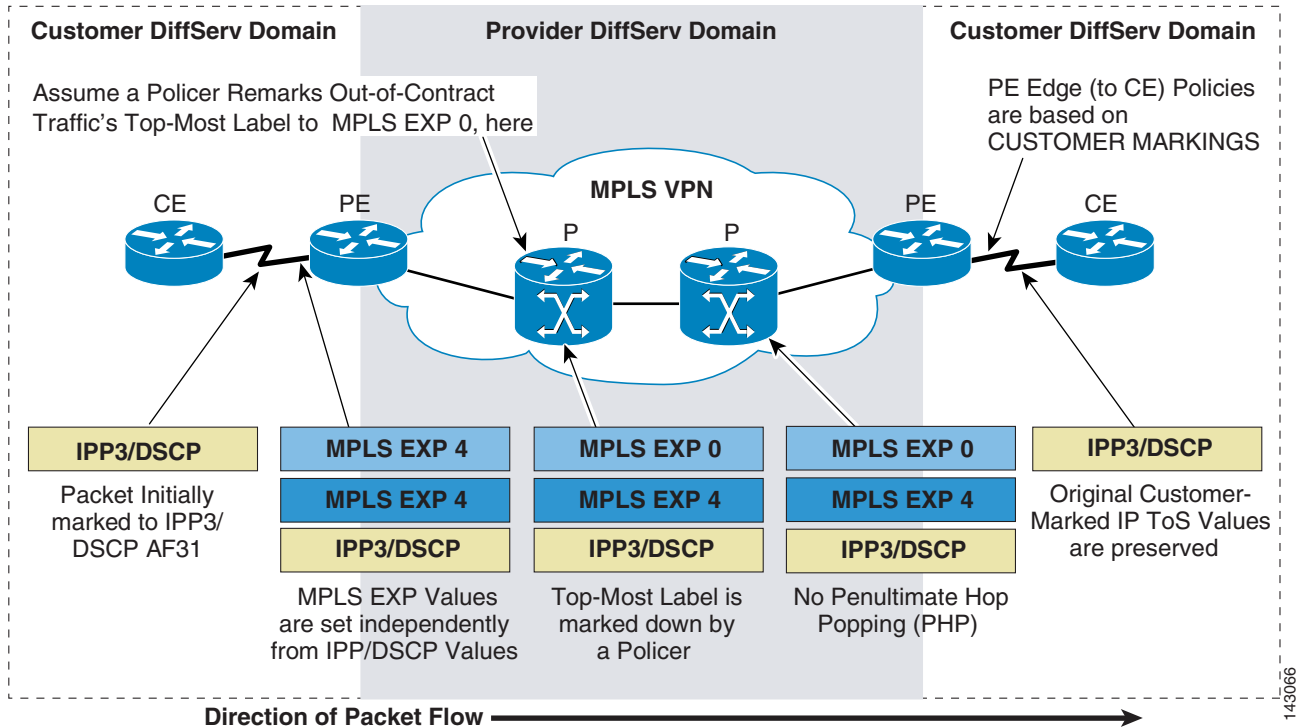 Customer DiffServ Domain
Provider DiffServ Domain
Customer DiffServ Domain
Assume a Policer Remarks Out-of-Contract
Traffic's Top-Most Label to MPLS EXP 0, here
PE Edge (to CE) Policies
are based on
CUSTOMER MARKINGS
MPLS VPN
CE
PE
P
P
PE
CE
IPP3/DSCP
Packet Initially
marked to IPP3/
DSCP AF31
MPLS EXP 4
MPLS EXP 4
IPP3/DSCP
MPLS EXP Values
are set independently
from IPP/DSCP Values
MPLS EXP 0
MPLS EXP 4
IPP3/DSCP
Top-Most Label is
marked down by
a Policer
MPLS EXP 0
MPLS EXP 4
IPP3/DSCP
No Penultimate Hop
Popping (PHP)
IPP3/DSCP
Original Customer-
Marked IP ToS Values
are preserved
Direction of Packet Flow
143066